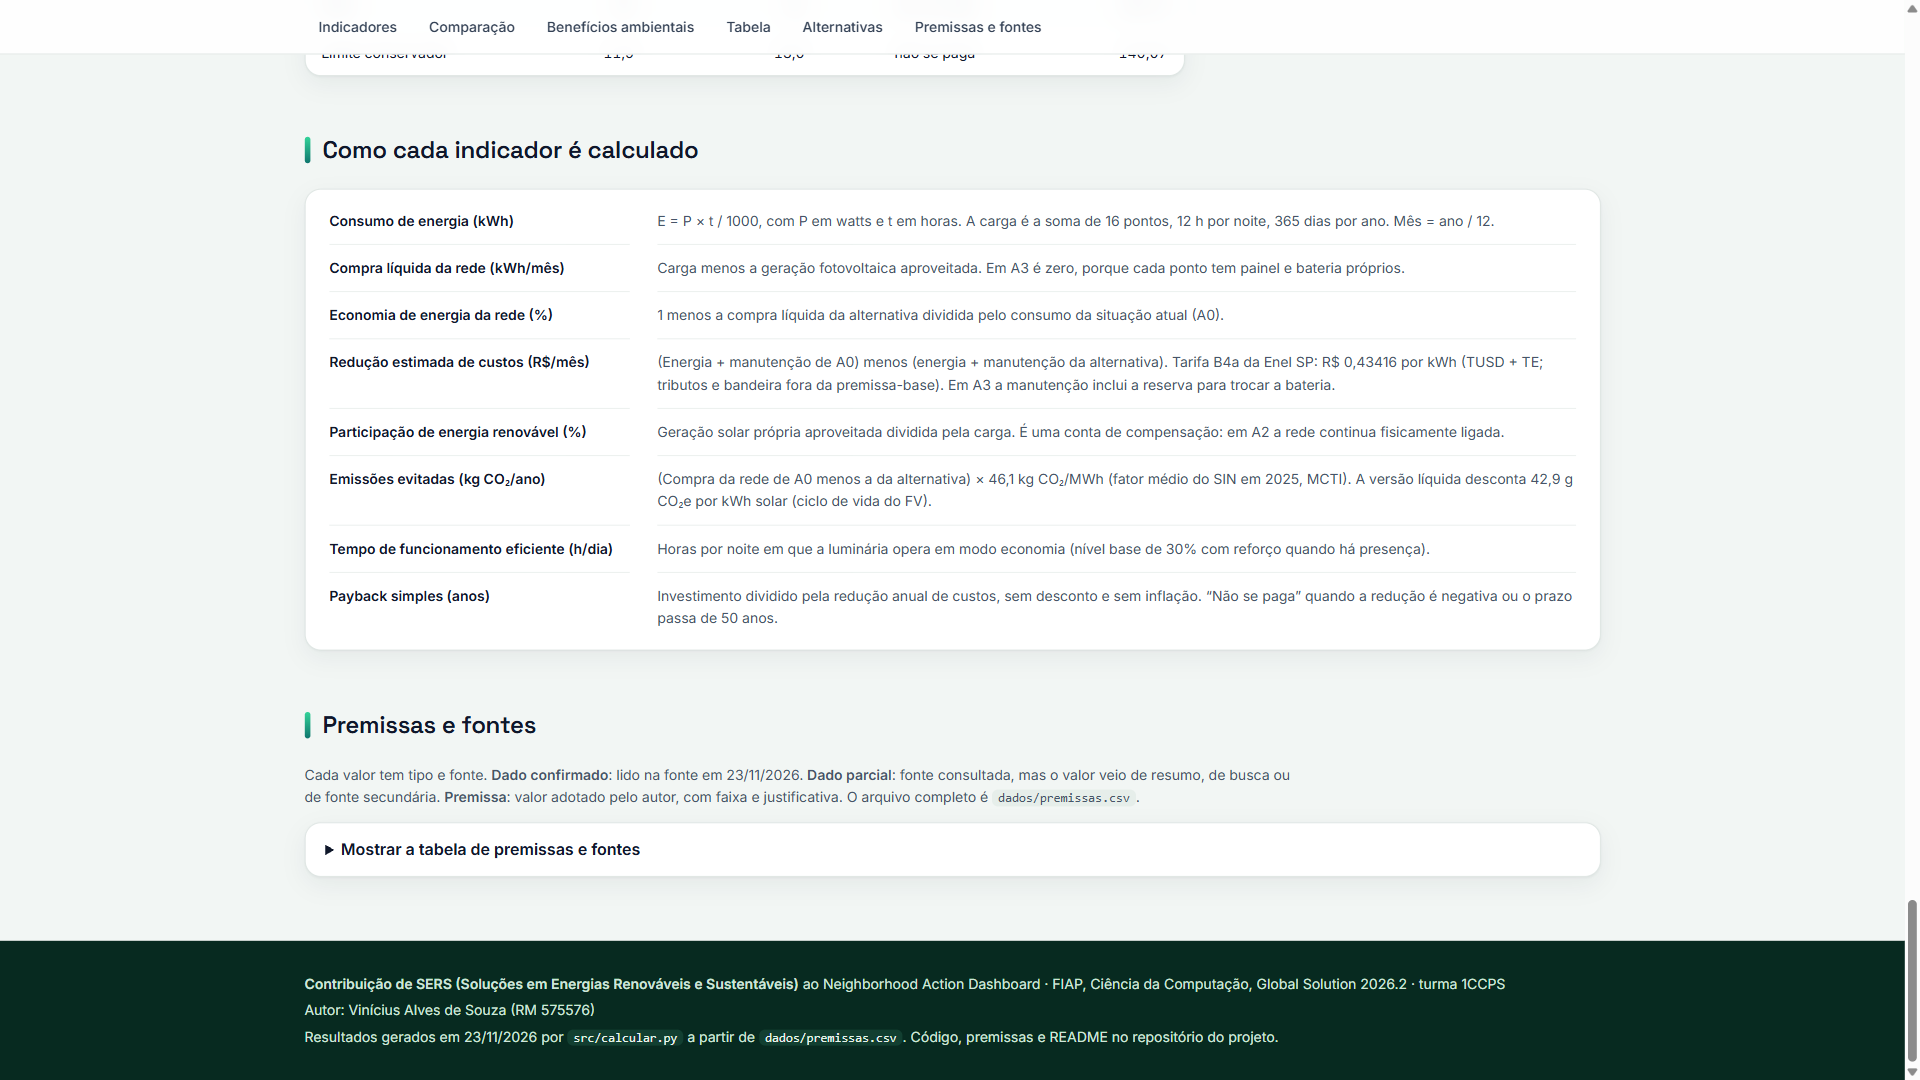 Indicadores Comparação Benefícios ambientais Tabela Alternativas Premissas e fontes
Limite conservador 11,9 não se paga
Como cada indicador é calculado
Consumo de energia (kWh) E = P × t / 1000, com P em watts e t em horas. A carga é a soma de 16 pontos, 12 h por noite, 365 dias por ano. Mês = ano / 12.
Compra líquida da rede (kWh/mês) Carga menos a geração fotovoltaica aproveitada. Em A3 é zero, porque cada ponto tem painel e bateria próprios.
Economia de energia da rede (%) 1 menos a compra líquida da alternativa dividida pelo consumo da situação atual (A0).
Redução estimada de custos (R$/mês) (Energia + manutenção de A0) menos (energia + manutenção da alternativa). Tarifa B4a da Enel SP: R$ 0,43416 por kWh (TUSD + TE;
tributos e bandeira fora da premissa-base). Em A3 a manutenção inclui a reserva para trocar a bateria.
Participação de energia renovável (%) Geração solar própria aproveitada dividida pela carga. É uma conta de compensação: em A2 a rede continua fisicamente ligada.
Emissões evitadas (kg CO₂/ano) (Compra da rede de A0 menos a da alternativa) × 46,1 kg CO₂/MWh (fator médio do SIN em 2025, MCTI). A versão líquida desconta 42,9 g
CO₂e por kWh solar (ciclo de vida do FV).
Tempo de funcionamento eficiente (h/dia) Horas por noite em que a luminária opera em modo economia (nível base de 30% com reforço quando há presença).
Payback simples (anos) Investimento dividido pela redução anual de custos, sem desconto e sem inflação. “Não se paga” quando a redução é negativa ou o prazo
passa de 50 anos.
Premissas e fontes
Cada valor tem tipo e fonte. Dado confirmado: lido na fonte em 23/11/2026. Dado parcial: fonte consultada, mas o valor veio de resumo, de busca ou
de fonte secundária. Premissa: valor adotado pelo autor, com faixa e justificativa. O arquivo completo é dados/premissas.csv.
▶ Mostrar a tabela de premissas e fontes
Contribuição de SERS (Soluções em Energias Renováveis e Sustentáveis) ao Neighborhood Action Dashboard · FIAP, Ciência da Computação, Global Solution 2026.2 · turma 1CCPS
Autor: Vinícius Alves de Souza (RM 575576)
Resultados gerados em 23/11/2026 por src/calcular.py a partir de dados/premissas.csv. Código, premissas e README no repositório do projeto.